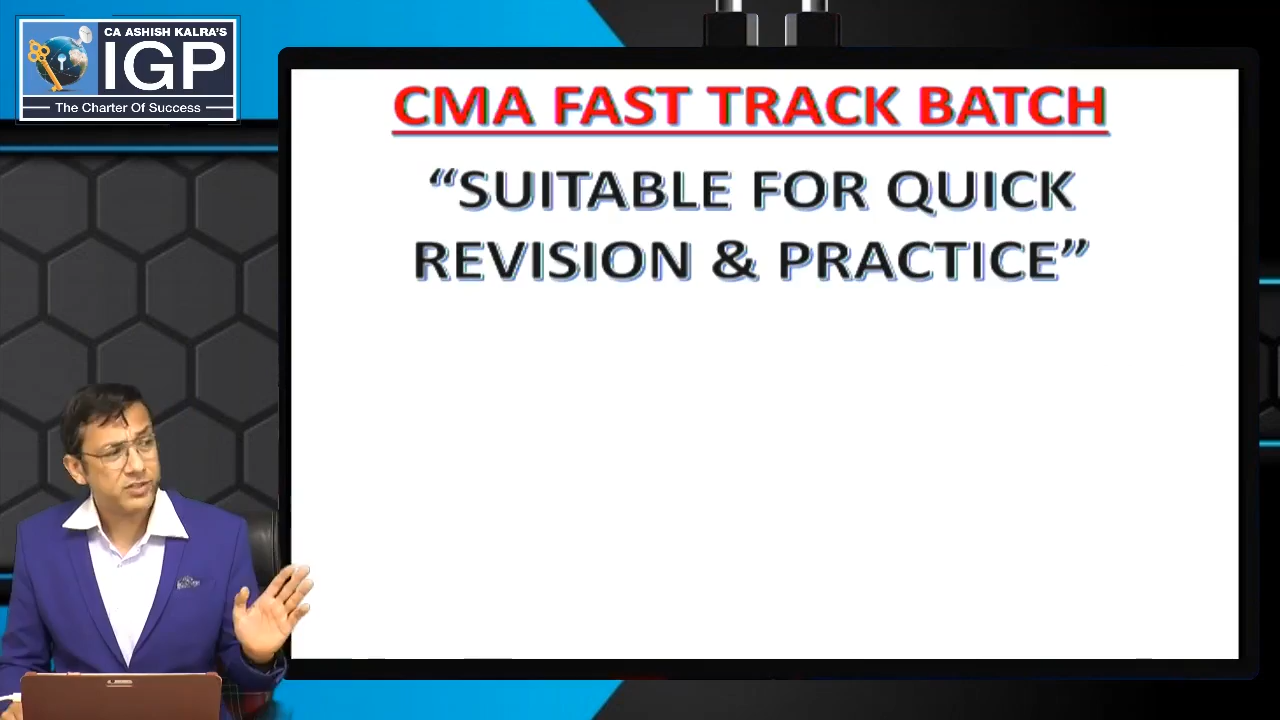 CA ASHISH KALRA'S
IGP
The Charter Of Success
CMA FAST TRACK BATCH
“SUITABLE FOR QUICK
REVISION & PRACTICE”